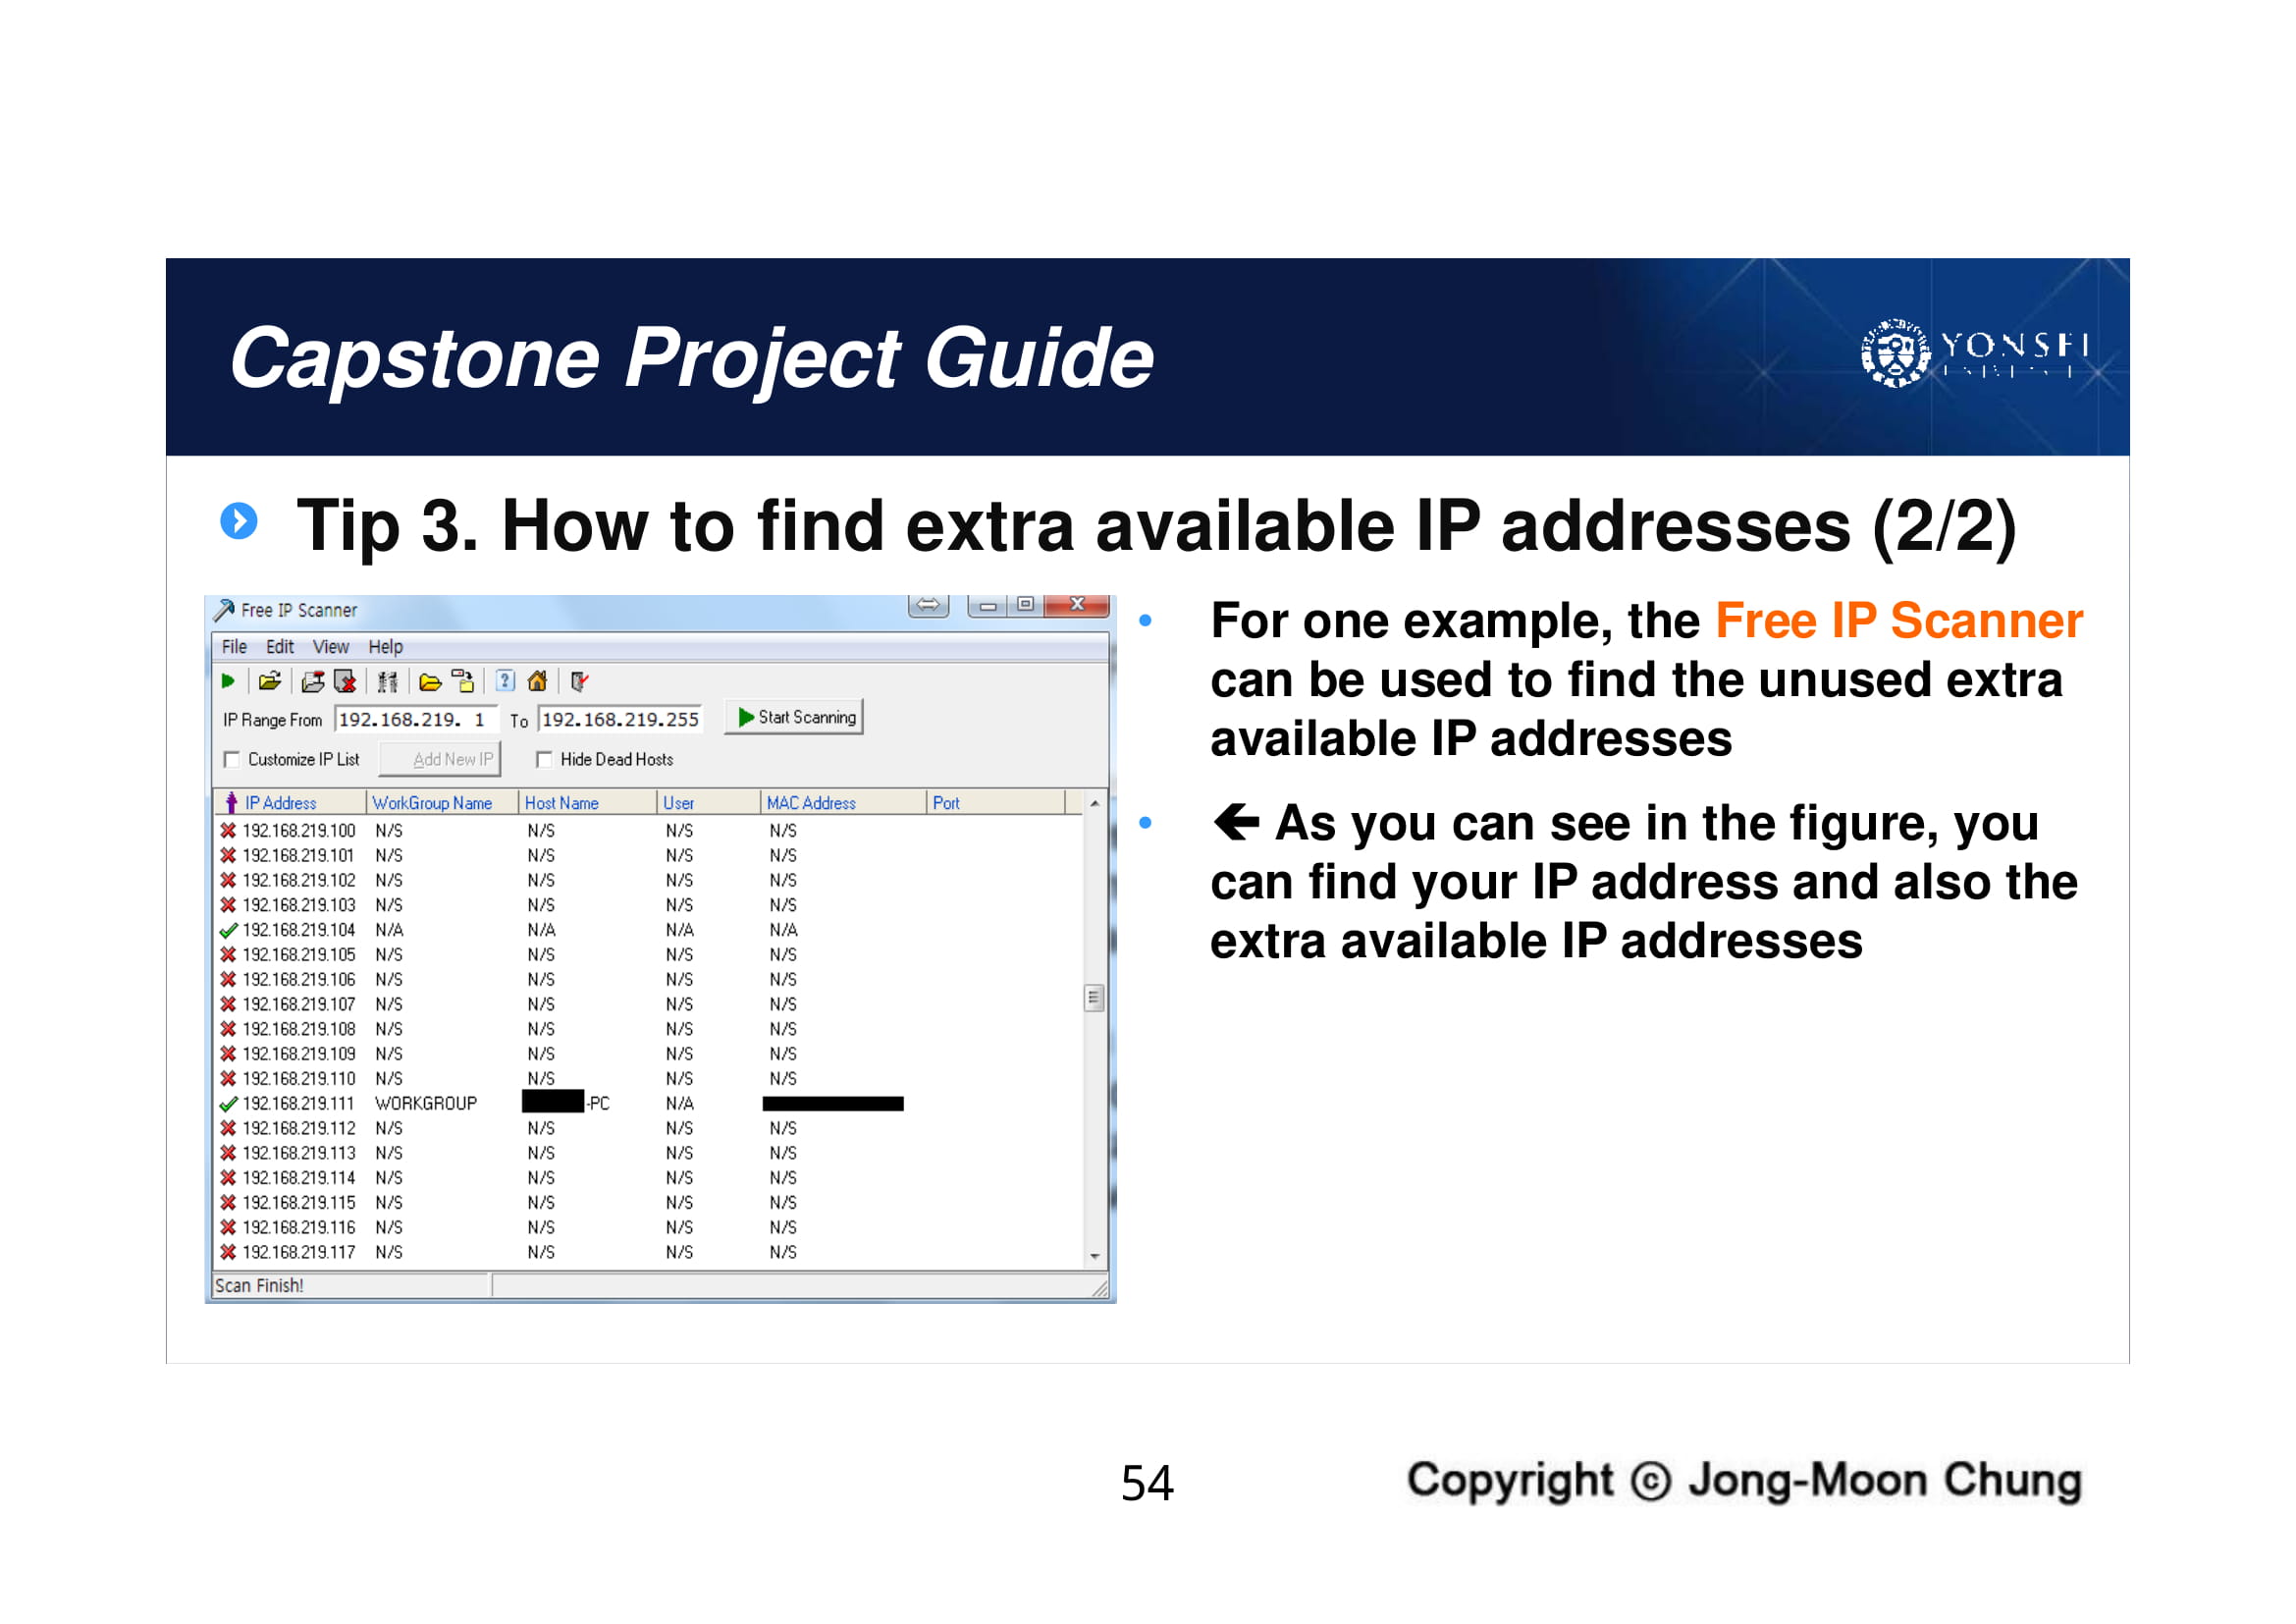 Capstone Project Guide
YONSEI
Tip 3. How to find extra available IP addresses (2/2)
Free IP Scanner
File Edit View Help
IP Range From 192.168.219. 1 To 192.168.219.255 Start Scanning
Customize IP List Add New IP Hide Dead Hosts
IP Address WorkGroup Name Host Name User MAC Address Port
192.168.219.100 N/S N/S N/S N/S
192.168.219.101 N/S N/S N/S N/S
192.168.219.102 N/S N/S N/S N/S
192.168.219.103 N/S N/S N/S N/S
192.168.219.104 N/A N/A N/A N/A
192.168.219.105 N/S N/S N/S N/S
192.168.219.106 N/S N/S N/S N/S
192.168.219.107 N/S N/S N/S N/S
192.168.219.108 N/S N/S N/S N/S
192.168.219.109 N/S N/S N/S N/S
192.168.219.110 N/S N/S N/S N/S
192.168.219.111 WORKGROUP -PC N/A
192.168.219.112 N/S N/S N/S N/S
192.168.219.113 N/S N/S N/S N/S
192.168.219.114 N/S N/S N/S N/S
192.168.219.115 N/S N/S N/S N/S
192.168.219.116 N/S N/S N/S N/S
192.168.219.117 N/S N/S N/S N/S
Scan Finish!
• For one example, the Free IP Scanner
can be used to find the unused extra
available IP addresses
• ← As you can see in the figure, you
can find your IP address and also the
extra available IP addresses
54
Copyright © Jong-Moon Chung